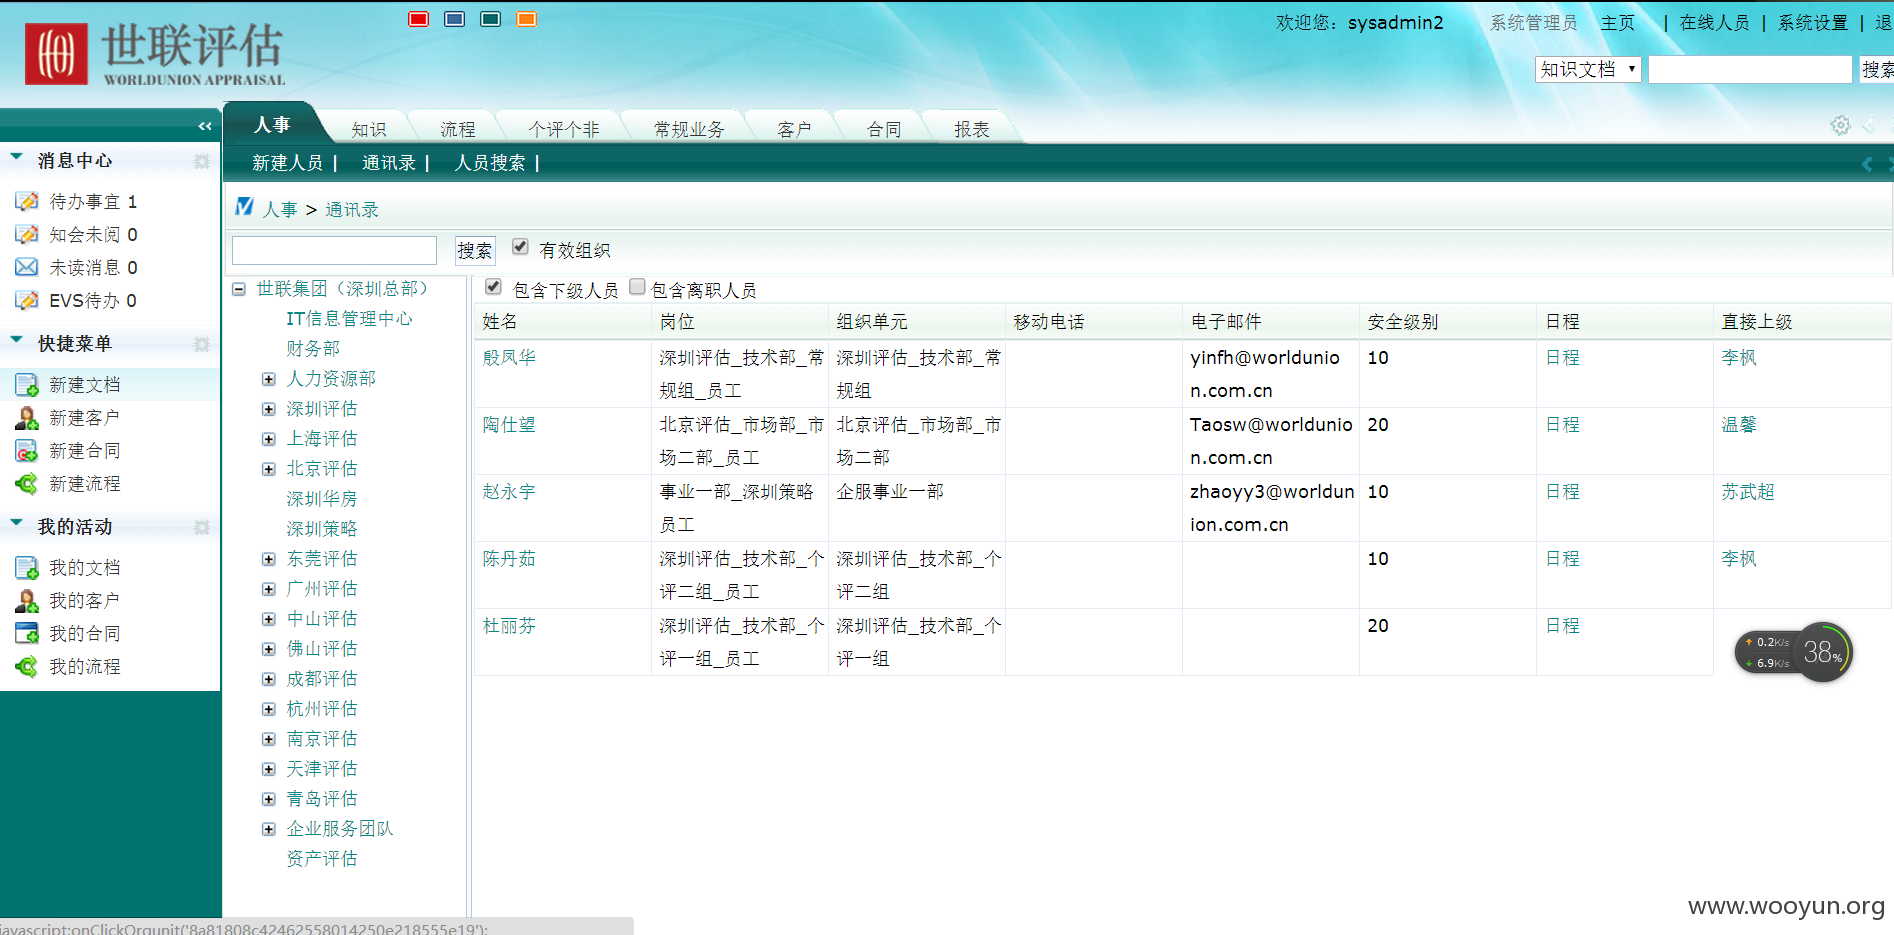 世联评估
WORLDUNION APPRAISAL
欢迎您：sysadmin2 系统管理员 主页 | 在线人员 | 系统设置 | 退
知识文档 搜索
人事 知识 流程 个评个非 常规业务 客户 合同 报表
新建人员 | 通讯录 | 人员搜索 |
消息中心
待办事宜 1
知会未阅 0
未读消息 0
EVS待办 0
快捷菜单
新建文档
新建客户
新建合同
新建流程
我的活动
我的文档
我的客户
我的合同
我的流程
人事 > 通讯录
搜索 有效组织
世联集团（深圳总部）
IT信息管理中心
财务部
人力资源部
深圳评估
上海评估
北京评估
深圳华房
深圳策略
东莞评估
广州评估
中山评估
佛山评估
成都评估
杭州评估
南京评估
天津评估
青岛评估
企业服务团队
资产评估
包含下级人员 包含离职人员
姓名 岗位 组织单元 移动电话 电子邮件 安全级别 日程 直接上级
殷凤华 深圳评估_技术部_常 深圳评估_技术部_常 yinfh@worldunio 10 日程 李枫
规组_员工 规组 n.com.cn
陶仕望 北京评估_市场部_市 北京评估_市场部_市 Taosw@worldunio 20 日程 温馨
场二部_员工 场二部 n.com.cn
赵永宇 事业一部_深圳策略 企服事业一部 zhaoyy3@worldun 10 日程 苏武超
员工 ion.com.cn
陈丹茹 深圳评估_技术部_个 深圳评估_技术部_个 10 日程 李枫
评二组_员工 评二组
杜丽芬 深圳评估_技术部_个 深圳评估_技术部_个 20 日程
评一组_员工 评一组
0.2K/s
6.9K/s
38%
www.wooyun.org
javascript:onClickOrgunit('8a81808c42462558014250e218555e19');